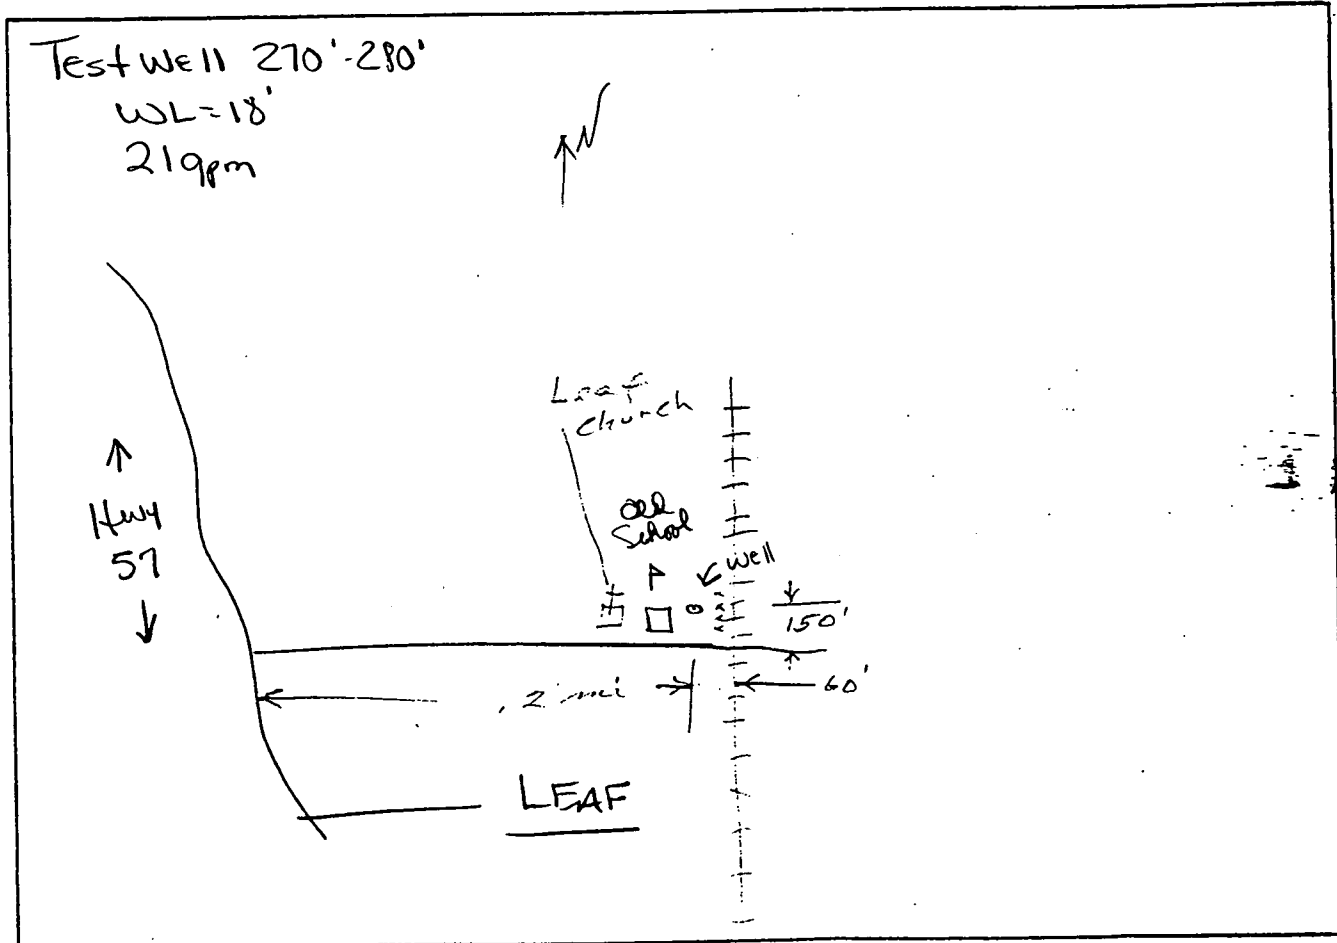 Test Well 270'-280'
WL=18'
21gpm
N
Leaf
Church
Old
School
Well
Hwy
57
150'
.2 mi
60'
LEAF